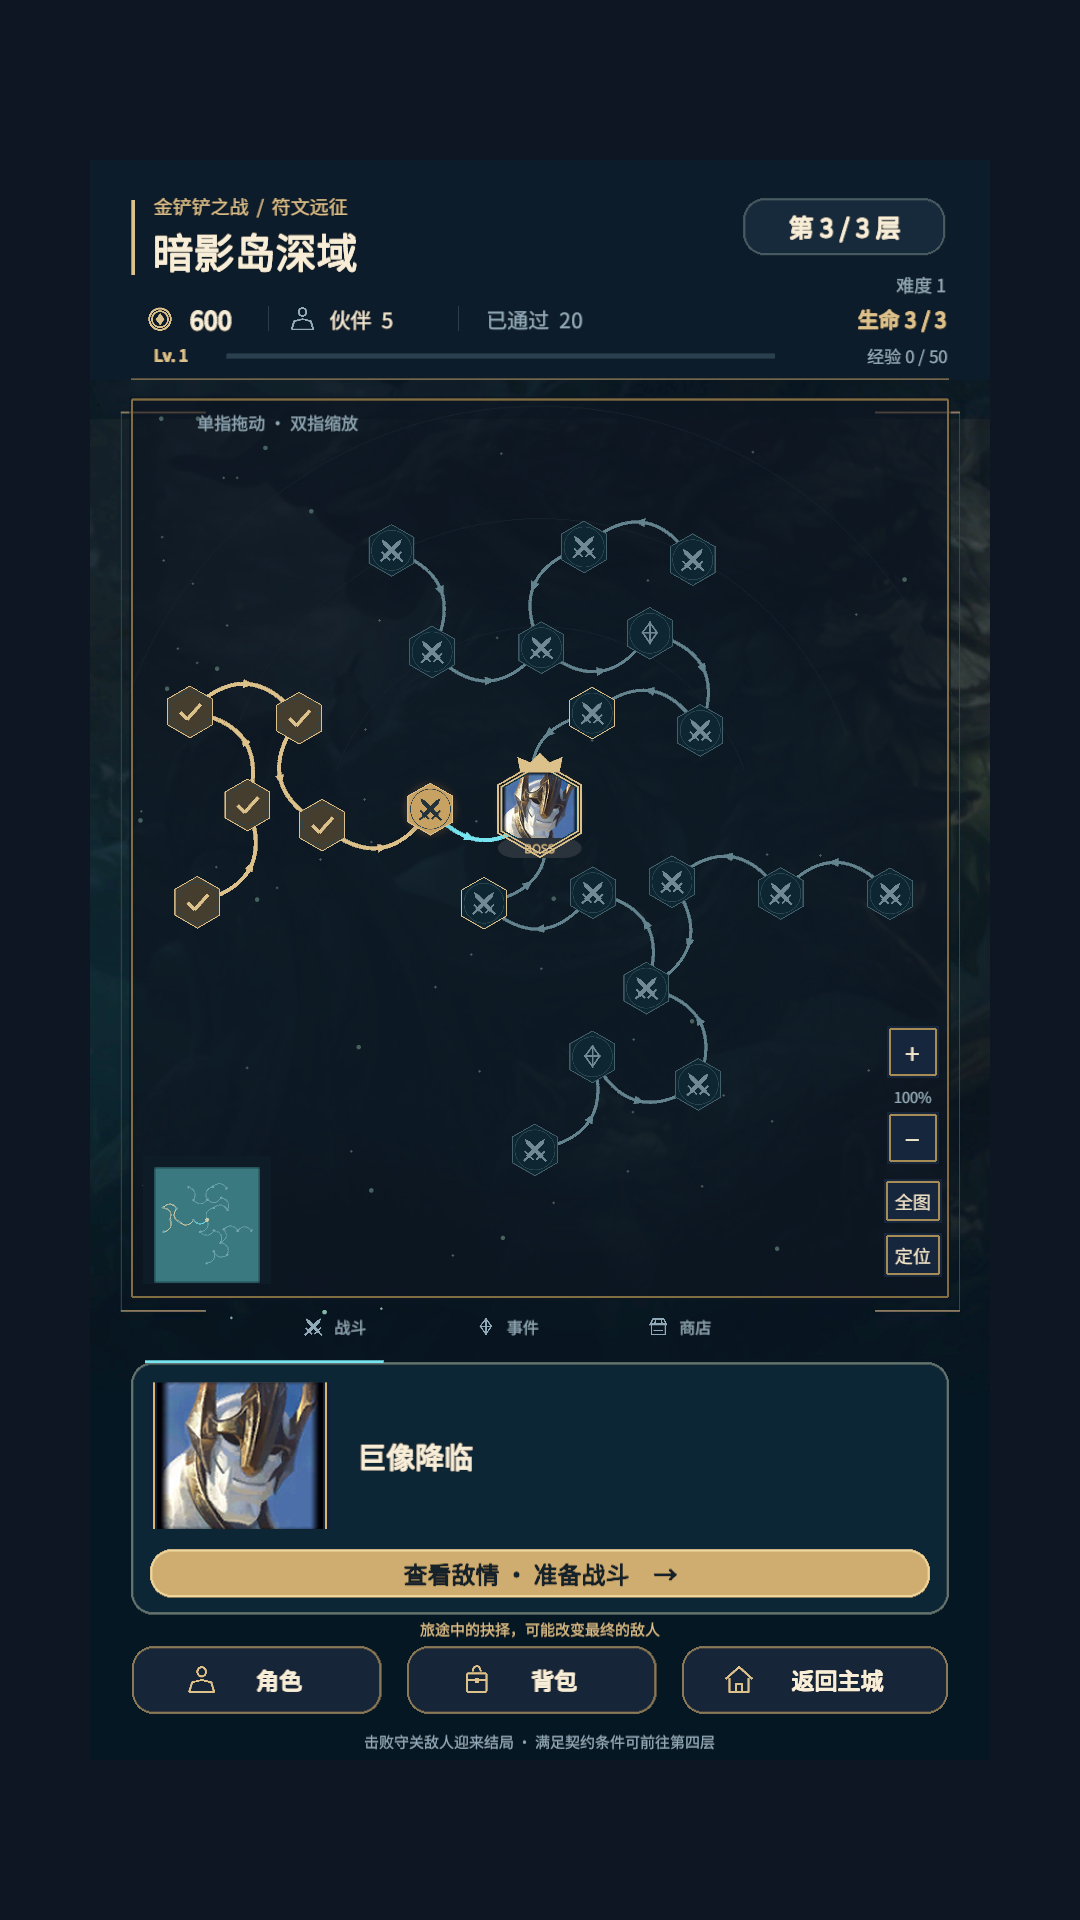 金铲铲之战 / 符文远征
暗影岛深域
第 3 / 3 层
难度 1
600
伙伴 5
已通过 20
生命 3 / 3
Lv. 1
经验 0 / 50
单指拖动 · 双指缩放
BOSS
+
100%
−
全图
定位
战斗
事件
商店
巨像降临
查看敌情 · 准备战斗 →
旅途中的抉择，可能改变最终的敌人
角色
背包
返回主城
击败守关敌人迎来结局 · 满足契约条件可前往第四层